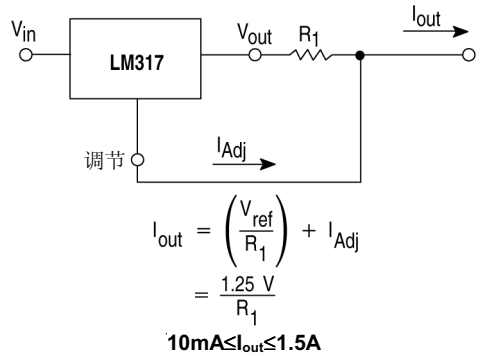 Vin
LM317
Vout
R1
Iout
调节
IAdj
Iout = (Vref / R1) + IAdj
= 1.25 V / R1
10mA≤Iout≤1.5A